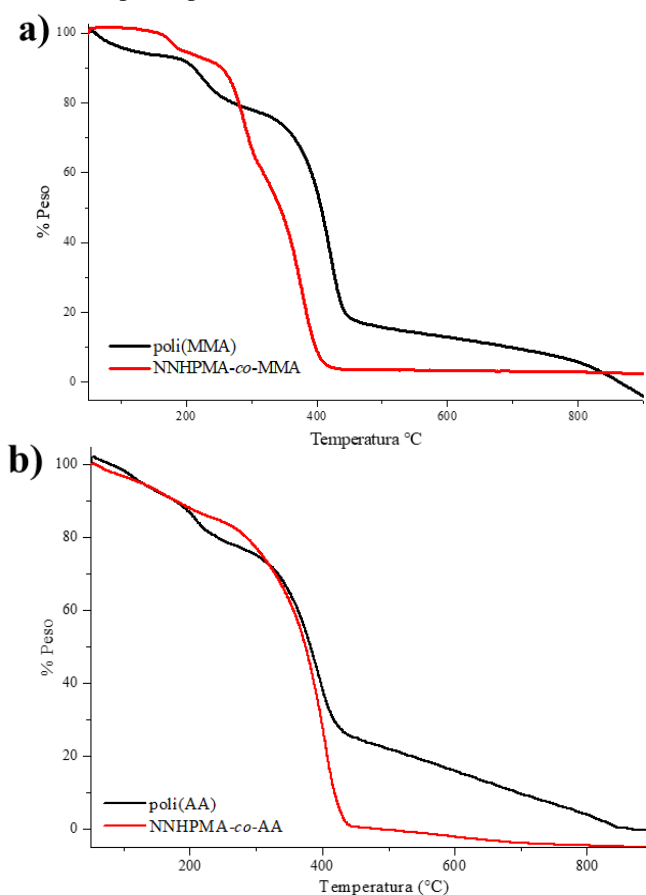 a)
100
80
60
40
20
0
% Peso
poli(MMA)
NNHPMA-co-MMA
200
400
600
800
Temperatura °C
b)
100
80
60
40
20
0
% Peso
poli(AA)
NNHPMA-co-AA
200
400
600
800
Temperatura (°C)